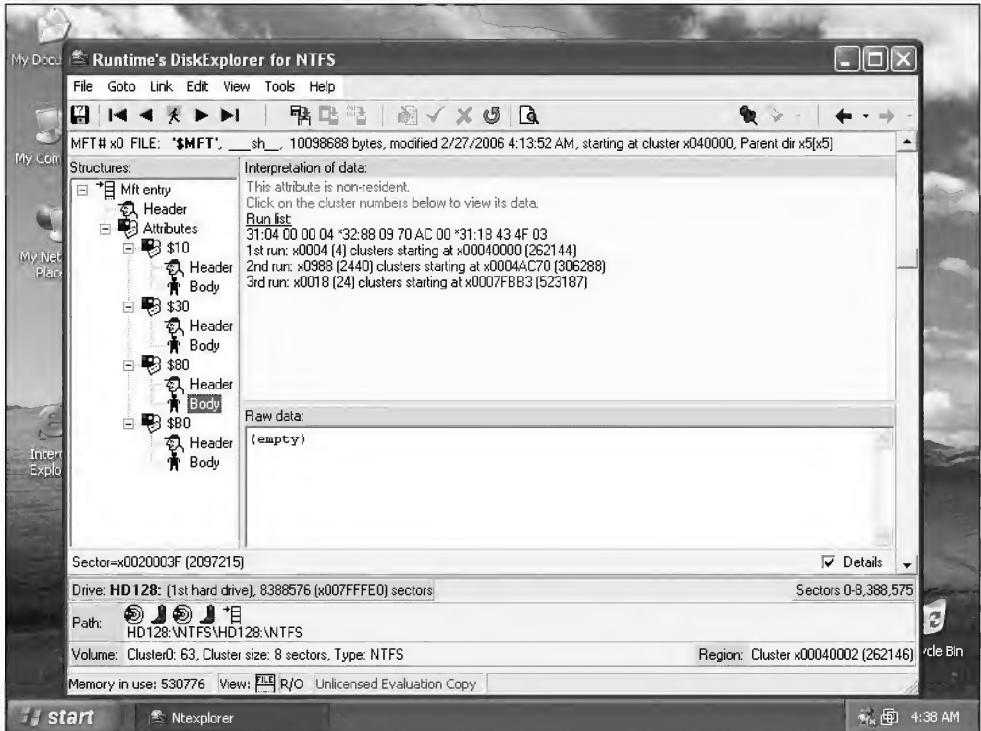 My Docu
Runtime's DiskExplorer for NTFS
File Goto Link Edit View Tools Help
MFT# x0 FILE: "$MFT", ___sh__, 10098688 bytes, modified 2/27/2006 4:13:52 AM, starting at cluster x040000, Parent dir x5[x5]
My Com
Structures:
Mft entry
Header
Attributes
$10
Header
Body
$30
Header
Body
$80
Header
Body
$B0
Header
Body
Interpretation of data:
This attribute is non-resident.
Click on the cluster numbers below to view its data.
Run list
31:04 00 00 04 *32:88 09 70 AC 00 *31:18 43 4F 03
1st run: x0004 (4) clusters starting at x00040000 (262144)
2nd run: x0988 (2440) clusters starting at x0004AC70 (306288)
3rd run: x0018 (24) clusters starting at x0007FBB3 (523187)
My Net
Place
Raw data:
(empty)
Intern
Explo
Sector=x0020003F (2097215)
Details
Drive: HD128: (1st hard drive), 8388576 (x007FFFE0) sectors
Sectors 0-8,388,575
Path:
HD128:\NTFS\HD128:\NTFS
Volume: Cluster0: 63, Cluster size: 8 sectors, Type: NTFS
Region: Cluster x00040002 (262146)
ycle Bin
Memory in use: 530776 View: FILE R/O Unlicensed Evaluation Copy
start
Ntexplorer
4:38 AM